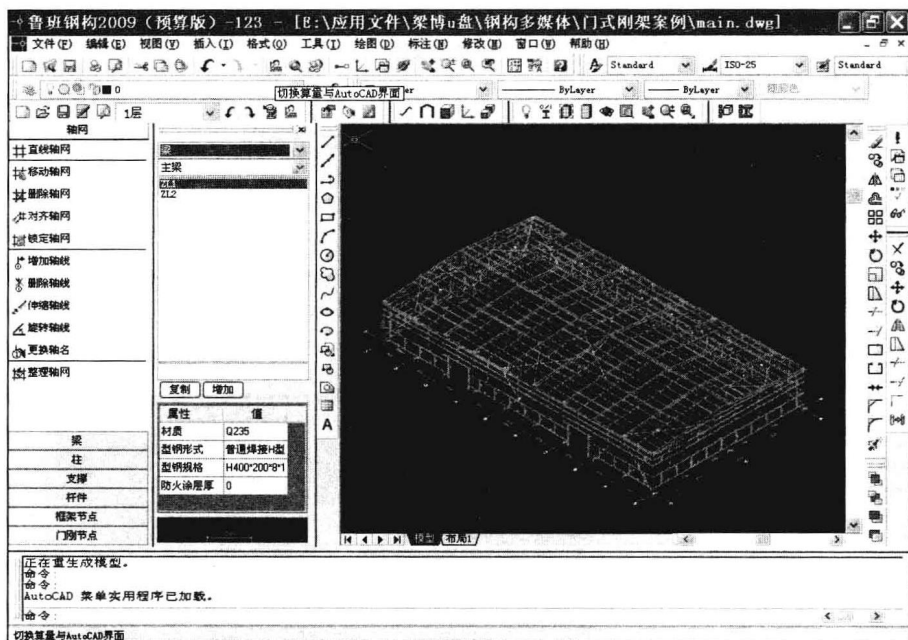 鲁班钢构2009（预算版）-123 - [E:\应用文件\梁博u盘\钢构多媒体\门式刚架案例\main.dwg]
文件(F) 编辑(E) 视图(V) 插入(I) 格式(O) 工具(T) 绘图(D) 标注(N) 修改(M) 窗口(W) 帮助(H)
Standard ISO-25 Standard
0 切换算量与AutoCAD界面 ayer ByLayer ByLayer 随颜色
1层
轴网
直线轴网
移动轴网
删除轴网
对齐轴网
锁定轴网
增加轴线
删除轴线
伸缩轴线
旋转轴线
更换轴名
整理轴网
梁
柱
支撑
杆件
框架节点
门刚节点
梁
主梁
ZL2
复制 增加
属性 值
材质 Q235
型钢形式 普通焊接H型
型钢规格 H400*200*8*1
防火涂层厚 0
A
模型 布局1
正在重生成模型。
命令:
命令:
AutoCAD 菜单实用程序已加载。
命令:
切换算量与AutoCAD界面